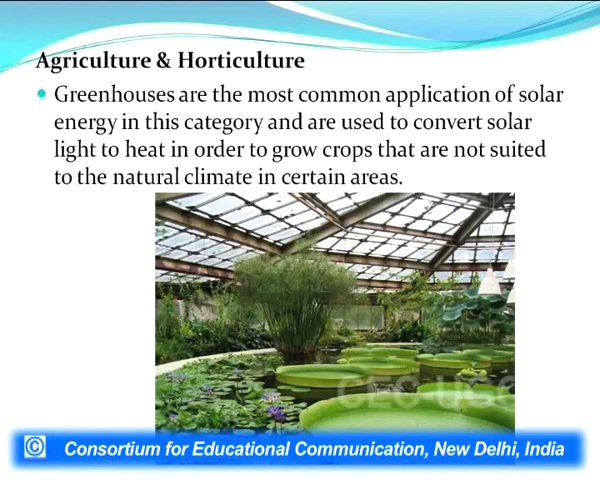 Agriculture & Horticulture
Greenhouses are the most common application of solar
energy in this category and are used to convert solar
light to heat in order to grow crops that are not suited
to the natural climate in certain areas.
CEC-UGC
© Consortium for Educational Communication, New Delhi, India